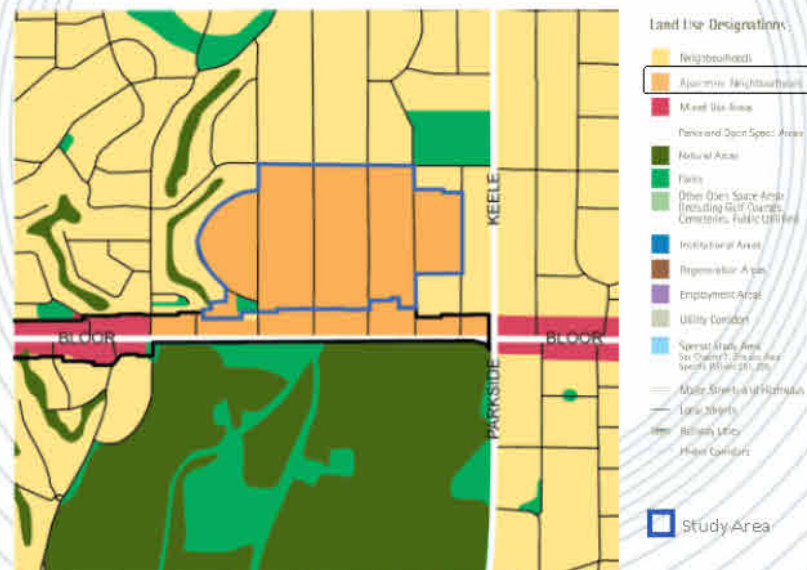 Land Use Designations
Neighbourhoods
Apartment Neighbourhoods
Mixed Use Areas
Parks and Open Space Areas
Natural Areas
Parks
Other Open Space Areas
(Including Golf Courses,
Cemeteries, Public Utilities)
Institutional Areas
Regeneration Areas
Employment Areas
Utility Corridor
Special Study Area
Major Streets and Highways
Local Streets
Railway Lines
Hydro Corridors
Study Area
KEELE
BLOOR
BLOOR
PARKSIDE